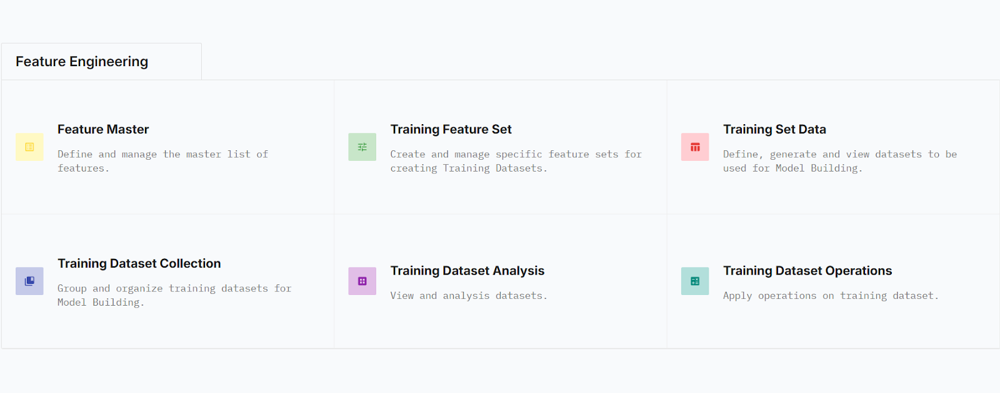 Feature Engineering
Feature Master
Define and manage the master list of
features.
Training Feature Set
Create and manage specific feature sets for
creating Training Datasets.
Training Set Data
Define, generate and view datasets to be
used for Model Building.
Training Dataset Collection
Group and organize training datasets for
Model Building.
Training Dataset Analysis
View and analysis datasets.
Training Dataset Operations
Apply operations on training dataset.